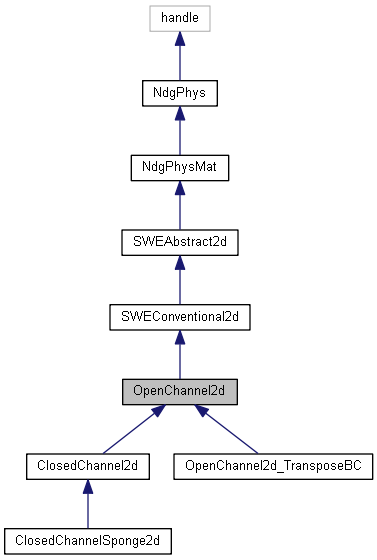 handle
NdgPhys
NdgPhysMat
SWEAbstract2d
SWEConventional2d
OpenChannel2d
ClosedChannel2d
OpenChannel2d_TransposeBC
ClosedChannelSponge2d